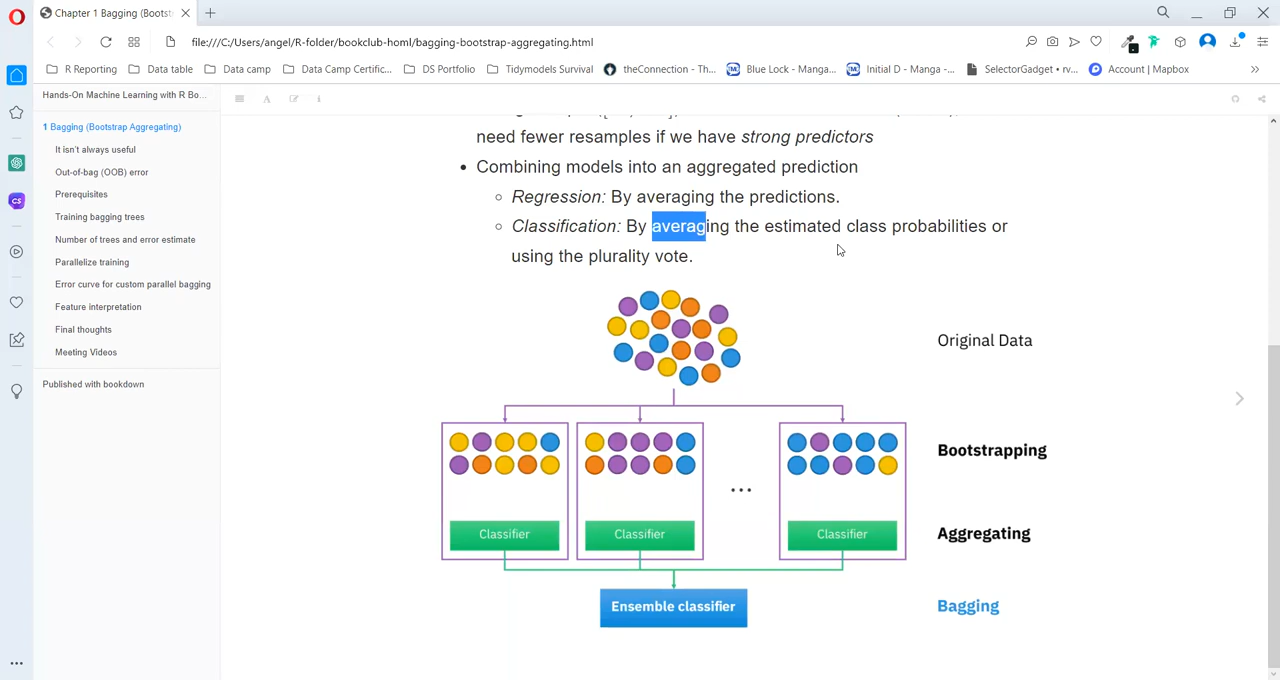 Chapter 1 Bagging (Bootst
file:///C:/Users/angel/R-folder/bookclub-homl/bagging-bootstrap-aggregating.html
R Reporting
Data table
Data camp
Data Camp Certific...
DS Portfolio
Tidymodels Survival
theConnection - Th...
Blue Lock - Manga...
Initial D - Manga -...
SelectorGadget • rv...
Account | Mapbox
Hands-On Machine Learning with R Bo...
1 Bagging (Bootstrap Aggregating)
It isn't always useful
Out-of-bag (OOB) error
Prerequisites
Training bagging trees
Number of trees and error estimate
Parallelize training
Error curve for custom parallel bagging
Feature interpretation
Final thoughts
Meeting Videos
Published with bookdown
need fewer resamples if we have strong predictors
• Combining models into an aggregated prediction
Regression: By averaging the predictions.
Classification: By averaging the estimated class probabilities or
using the plurality vote.
Original Data
Bootstrapping
...
Classifier
Classifier
Classifier
Aggregating
Ensemble classifier
Bagging